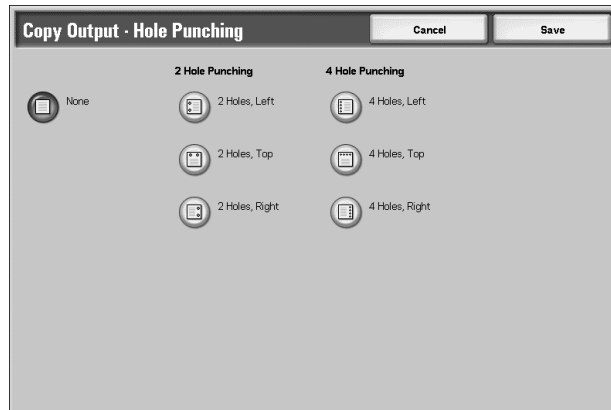 Copy Output - Hole Punching
Cancel
Save
2 Hole Punching
4 Hole Punching
None
2 Holes, Left
4 Holes, Left
2 Holes, Top
4 Holes, Top
2 Holes, Right
4 Holes, Right